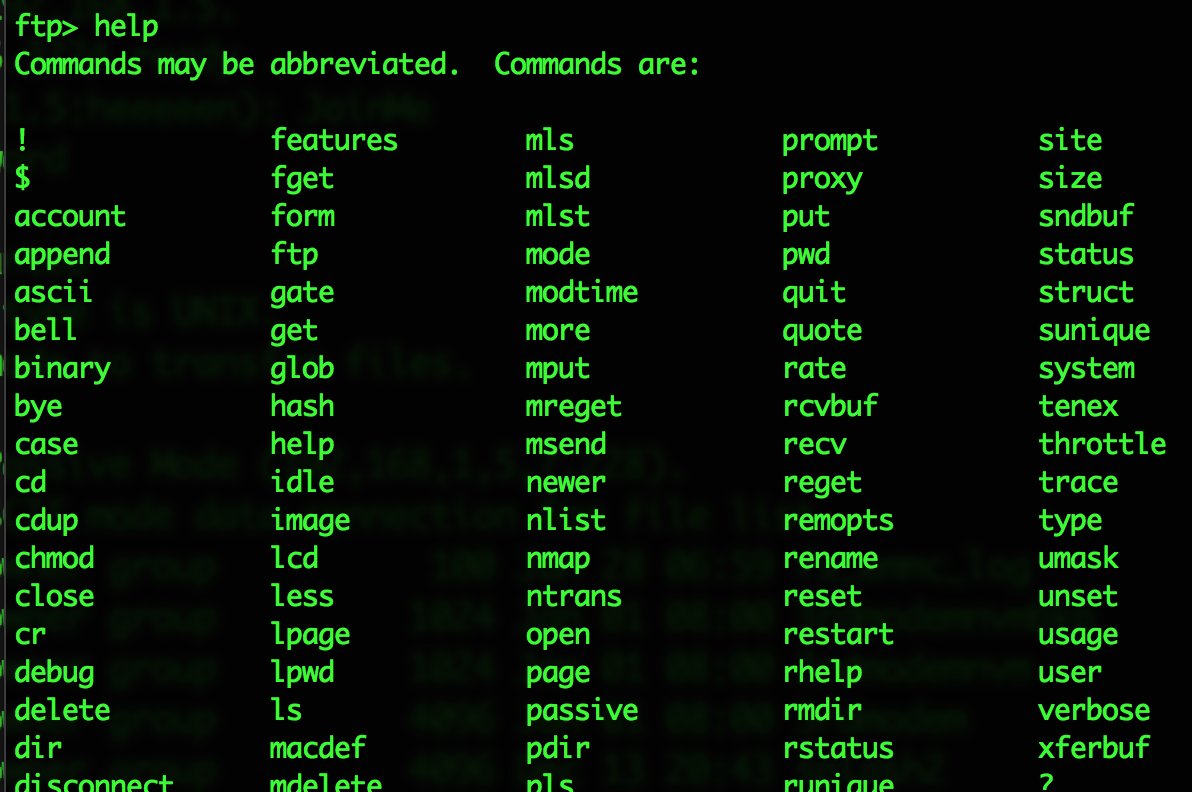 ftp> help
Commands may be abbreviated.  Commands are:

!               features        mls             prompt          site
$               fget            mlsd            proxy           size
account         form            mlst            put             sndbuf
append          ftp             mode            pwd             status
ascii           gate            modtime         quit            struct
bell            get             more            quote           sunique
binary          glob            mput            rate            system
bye             hash            mreget          rcvbuf          tenex
case            help            msend           recv            throttle
cd              idle            newer           reget           trace
cdup            image           nlist           remopts         type
chmod           lcd             nmap            rename          umask
close           less            ntrans          reset           unset
cr              lpage           open            restart         usage
debug           lpwd            page            rhelp           user
delete          ls              passive         rmdir           verbose
dir             macdef          pdir            rstatus         xferbuf
disconnect      mdelete         pls             runique         ?